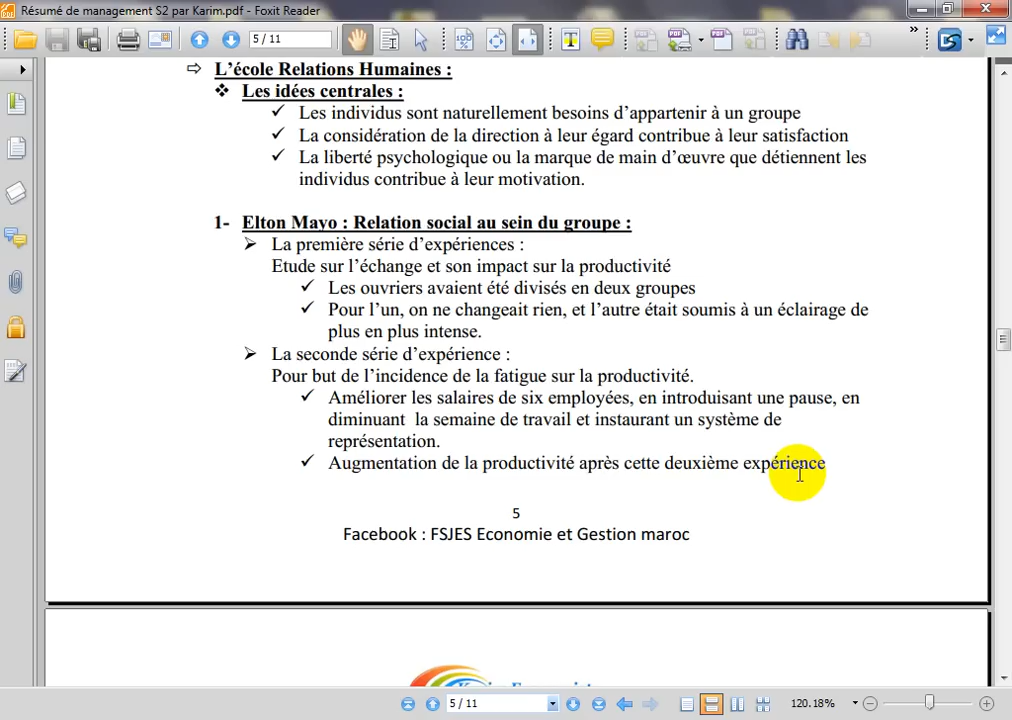 Résumé de management S2 par Karim.pdf - Foxit Reader
5 / 11
⇨ L'école Relations Humaines :
❖ Les idées centrales :
✓ Les individus sont naturellement besoins d'appartenir à un groupe
✓ La considération de la direction à leur égard contribue à leur satisfaction
✓ La liberté psychologique ou la marque de main d'œuvre que détiennent les
individus contribue à leur motivation.
1- Elton Mayo : Relation social au sein du groupe :
➢ La première série d'expériences :
Etude sur l'échange et son impact sur la productivité
✓ Les ouvriers avaient été divisés en deux groupes
✓ Pour l'un, on ne changeait rien, et l'autre était soumis à un éclairage de
plus en plus intense.
➢ La seconde série d'expérience :
Pour but de l'incidence de la fatigue sur la productivité.
✓ Améliorer les salaires de six employées, en introduisant une pause, en
diminuant la semaine de travail et instaurant un système de
représentation.
✓ Augmentation de la productivité après cette deuxième expérience
5
Facebook : FSJES Economie et Gestion maroc
5 / 11
120.18%